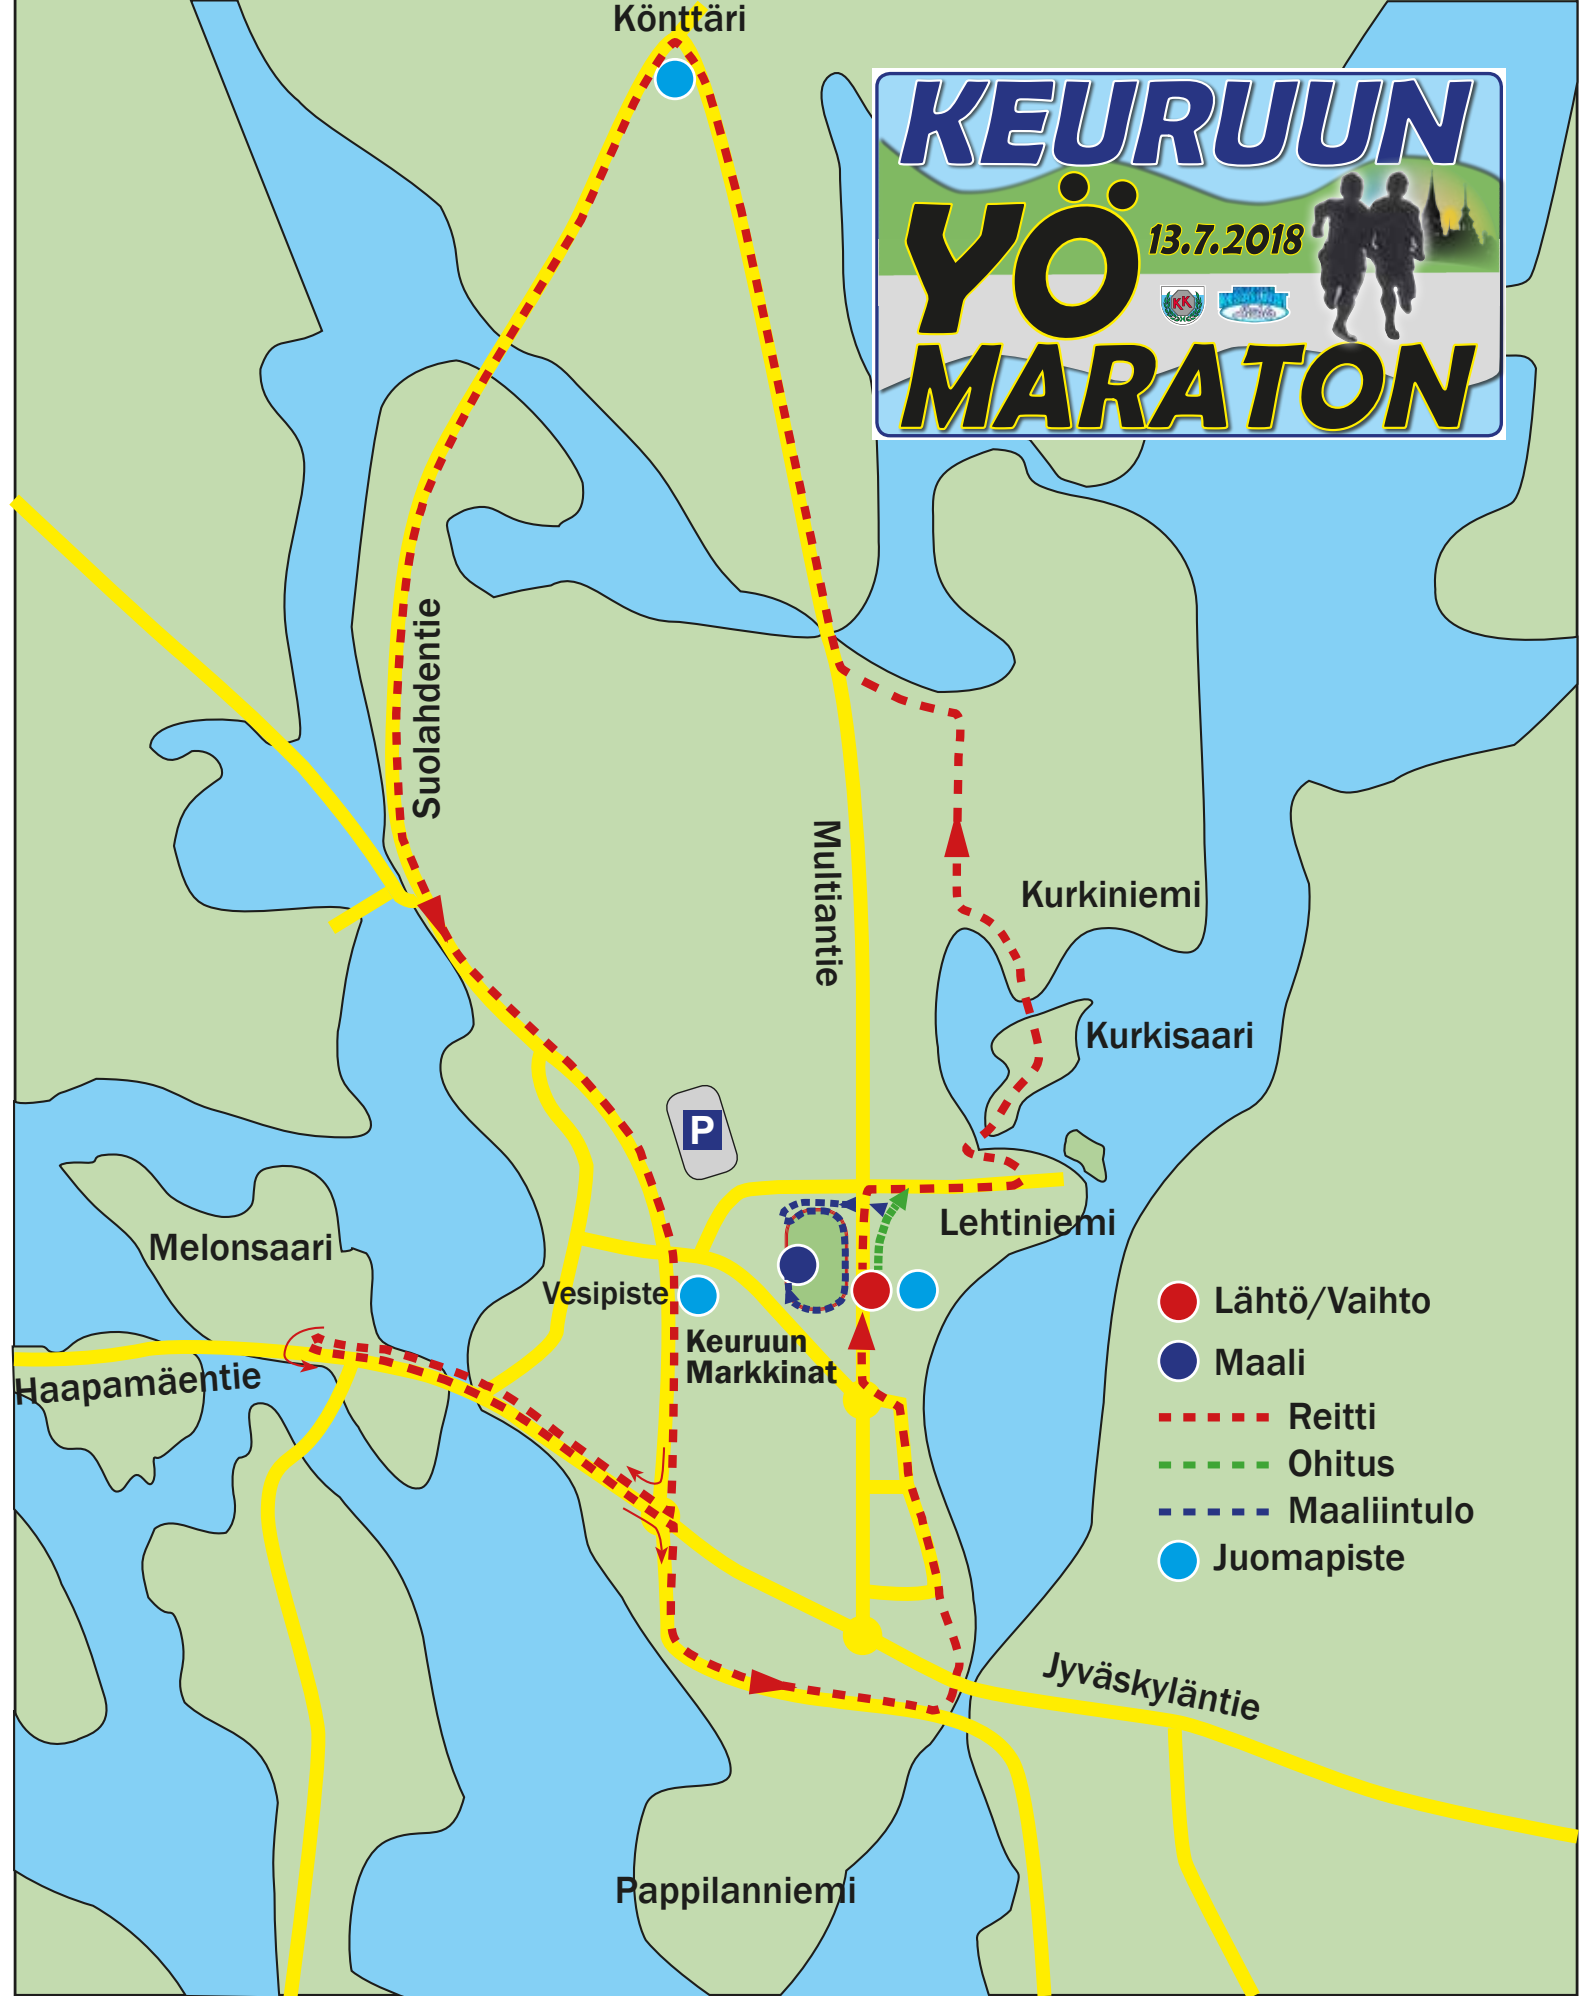 Könttäri
KEURUUN
YÖ
13.7.2018
KK
MARATON
Suolahdentie
Multiantie
Kurkiniemi
Kurkisaari
P
Lehtiniemi
Melonsaari
Vesipiste
Keuruun
Markkinat
Haapamäentie
Lähtö/Vaihto
Maali
Reitti
Ohitus
Maaliintulo
Juomapiste
Jyväskyläntie
Pappilanniemi